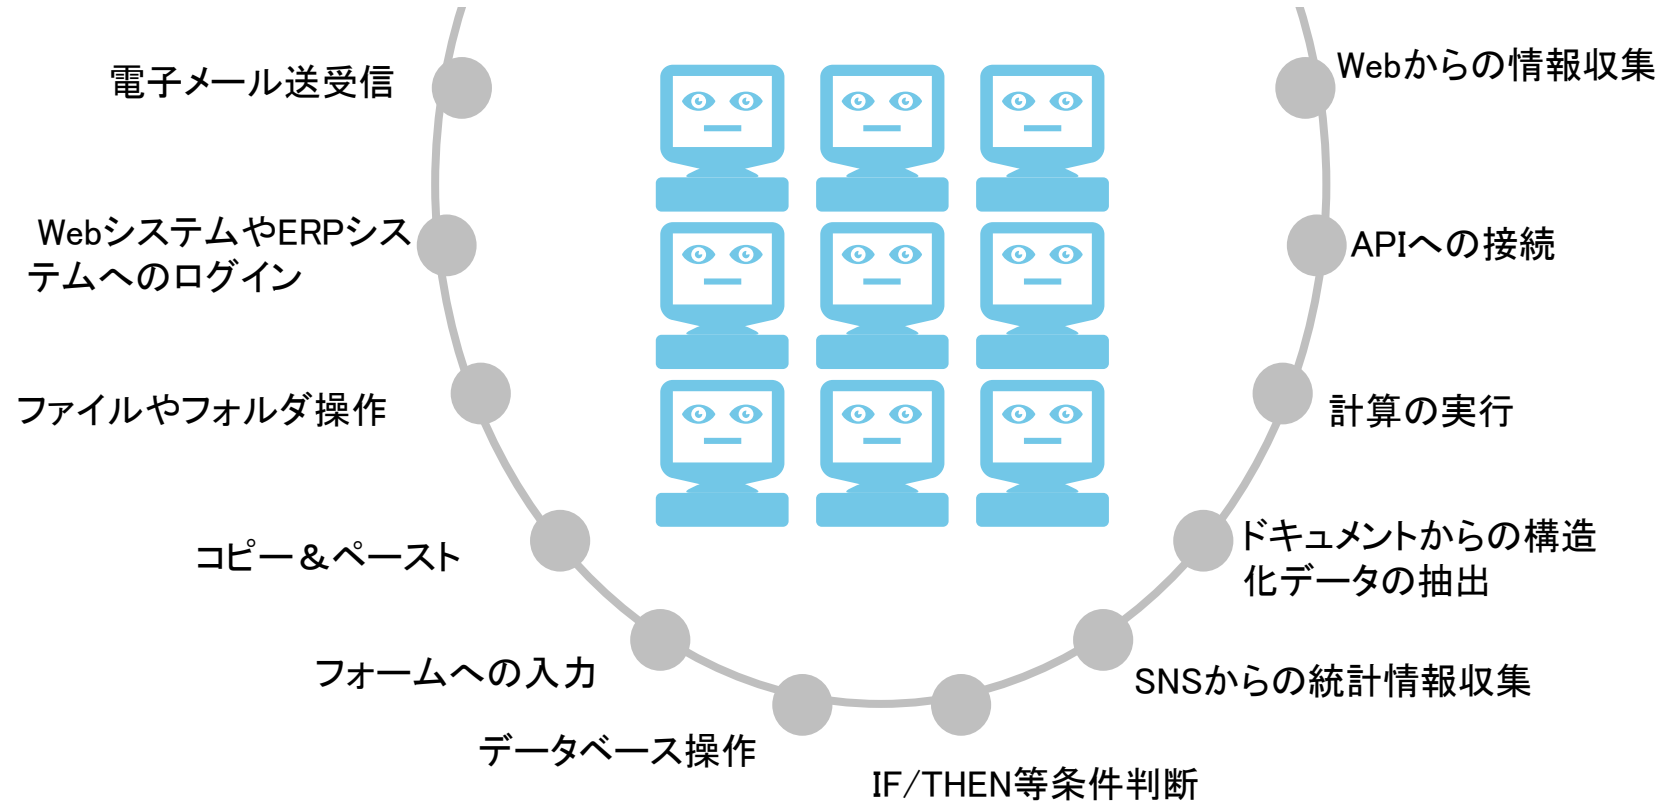 電子メール送受信
WebシステムやERPシス
テムへのログイン
ファイルやフォルダ操作
コピー＆ペースト
フォームへの入力
データベース操作
IF/THEN等条件判断
SNSからの統計情報収集
ドキュメントからの構造
化データの抽出
計算の実行
APIへの接続
Webからの情報収集